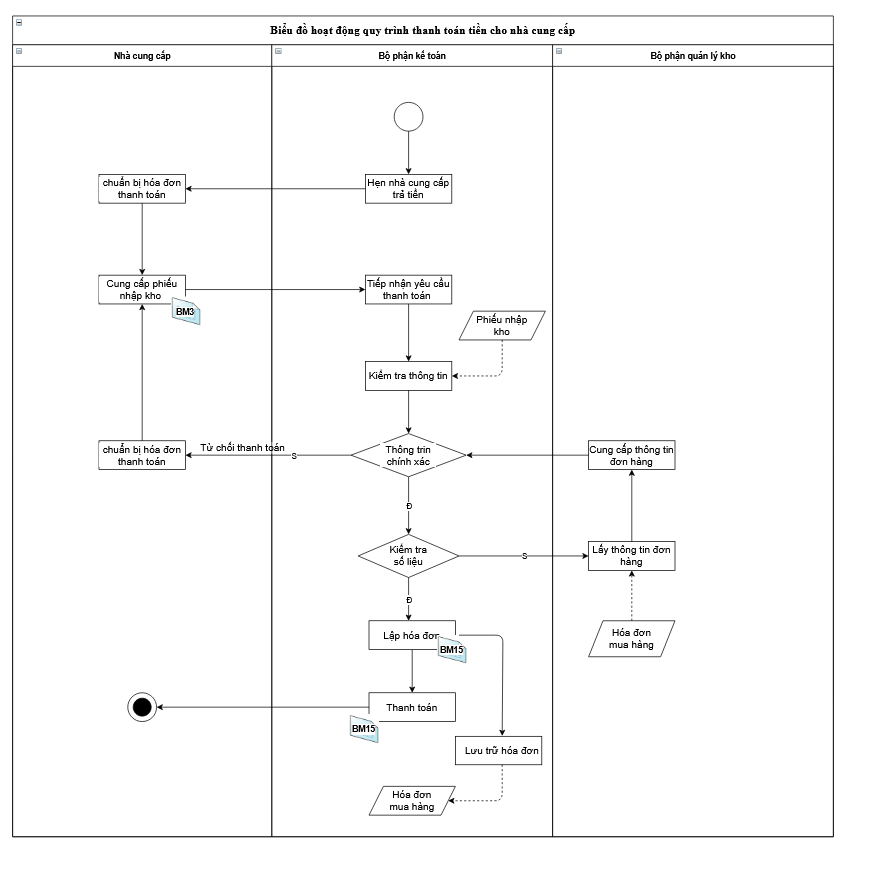 Biểu đồ hoạt động quy trình thanh toán tiền cho nhà cung cấp
Nhà cung cấp
Bộ phận kế toán
Bộ phận quản lý kho
chuẩn bị hóa đơn
thanh toán
Hẹn nhà cung cấp
trả tiền
Cung cấp phiếu
nhập kho
BM3
Tiếp nhận yêu cầu
thanh toán
Phiếu nhập
kho
Kiểm tra thông tin
chuẩn bị hóa đơn
thanh toán
Từ chối thanh toán
S
Thông trin
chính xác
Cung cấp thông tin
đơn hàng
Đ
Kiểm tra
số liệu
S
Lấy thông tin đơn
hàng
Đ
Lập hóa đơn
BM15
Hóa đơn
mua hàng
Thanh toán
BM15
Lưu trữ hóa đơn
Hóa đơn
mua hàng